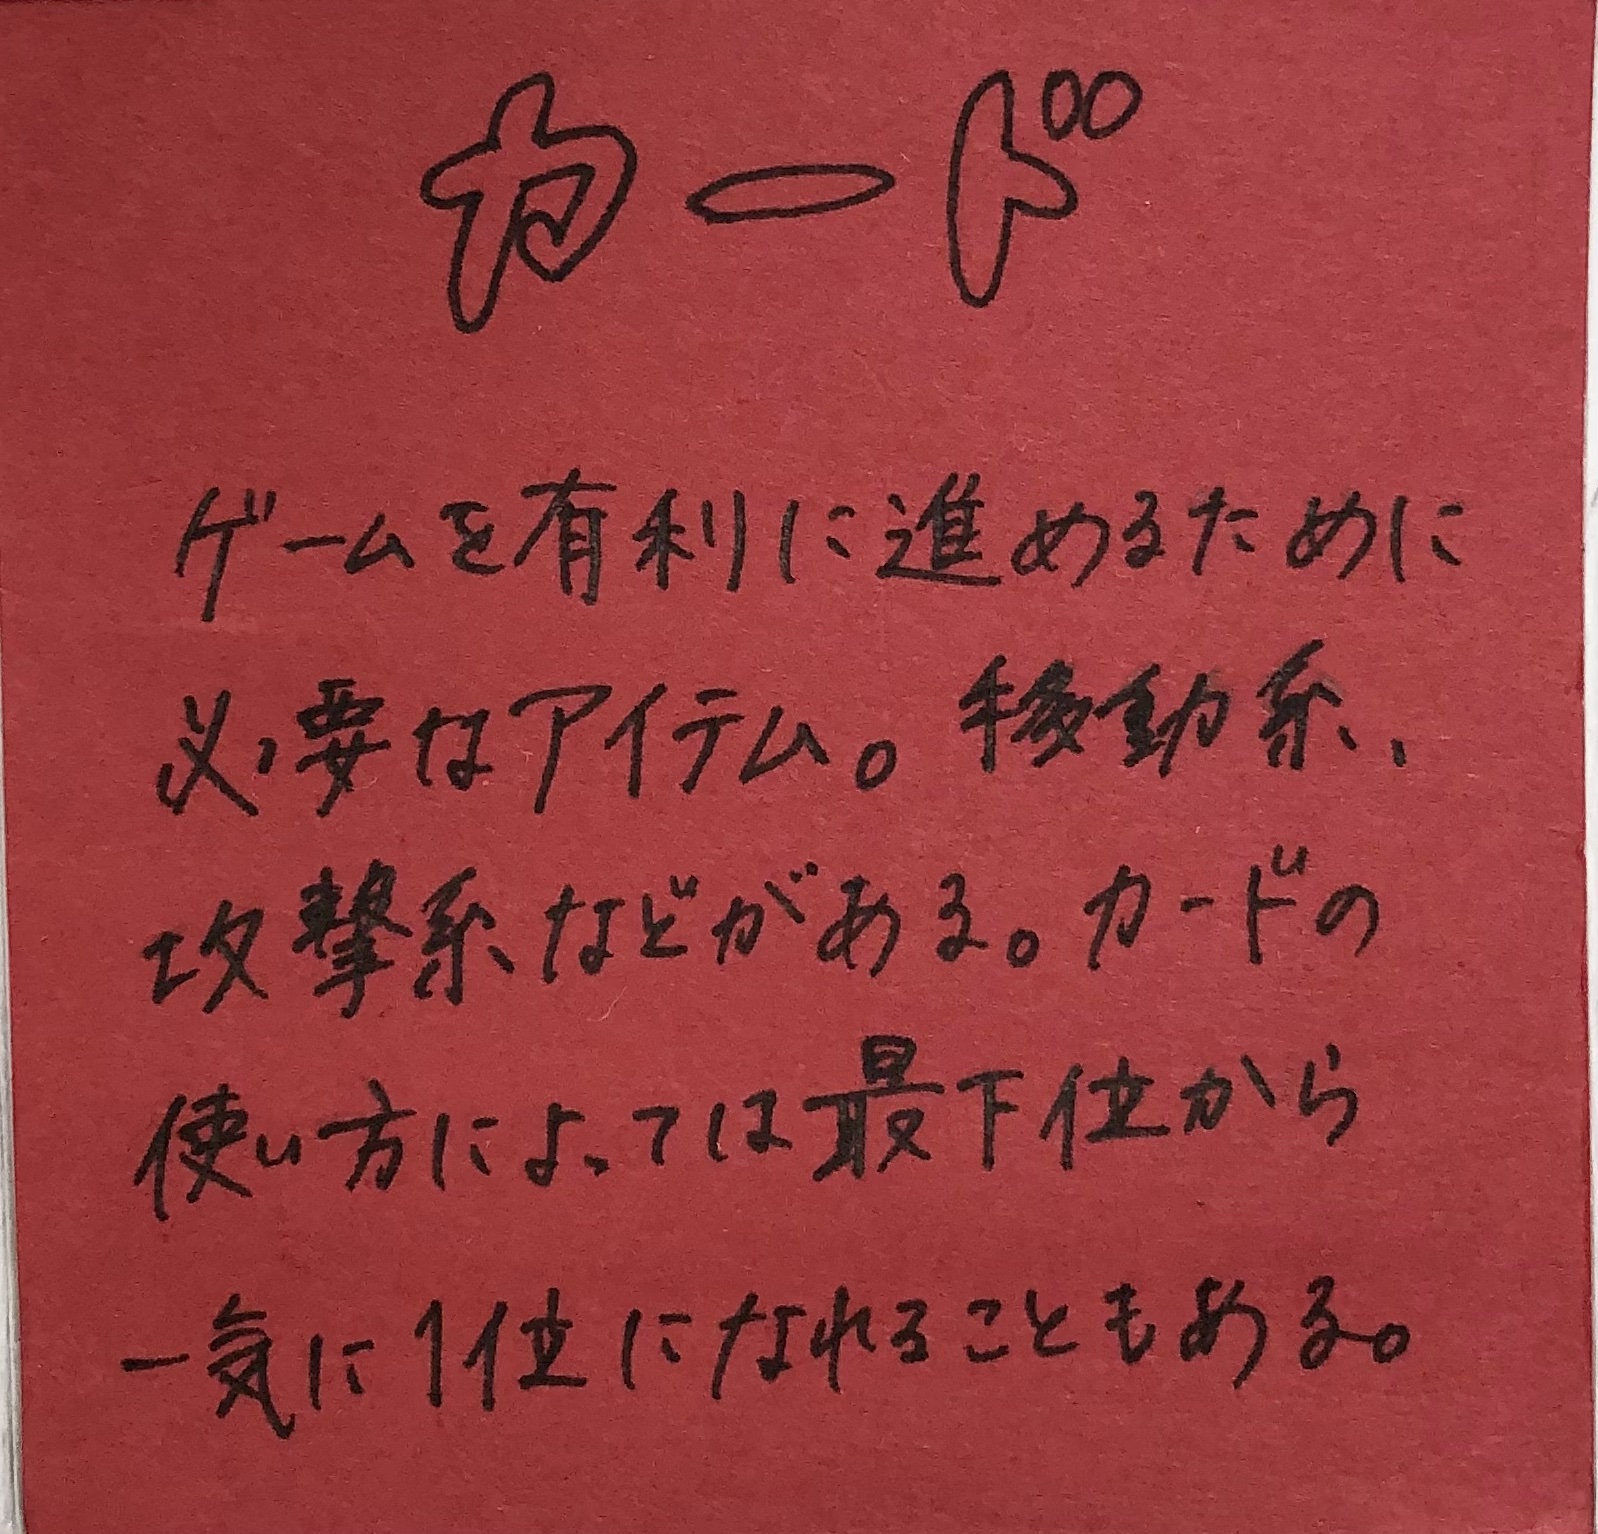 カード
ゲームを有利に進めるために
必要なアイテム。移動系、
攻撃系などがある。カードの
使い方によっては最下位から
一気に1位になれることもある。